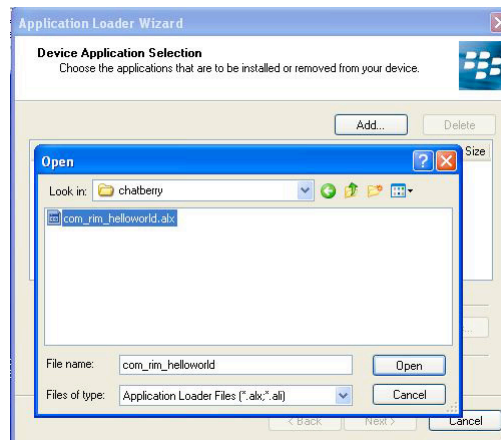 Application Loader Wizard
Device Application Selection
Choose the applications that are to be installed or removed from your device.
Add...
Delete
Size
Open
Look in:
chatberry
com_rim_helloworld.alx
File name:
com_rim_helloworld
Open
Files of type:
Application Loader Files (*.alx;*.ali)
Cancel
< Back
Next >
Cancel